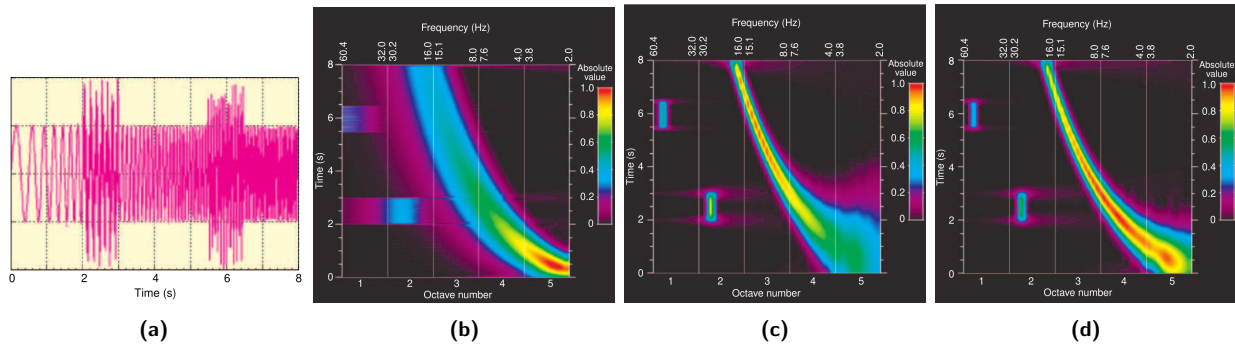 0 2 4 6 8
Time (s)
(a)
Frequency (Hz)
60.4 32.0 30.2 16.0 15.1 8.0 7.6 4.0 3.8 2.0
Absolute
value
1.0
0.8
0.6
0.4
0.2
0
8
6
4
2
0
Time (s)
1 2 3 4 5
Octave number
(b)
Frequency (Hz)
60.4 32.0 30.2 16.0 15.1 8.0 7.6 4.0 3.8 2.0
Absolute
value
1.0
0.8
0.6
0.4
0.2
0
8
6
4
2
0
Time (s)
1 2 3 4 5
Octave number
(c)
Frequency (Hz)
60.4 32.0 30.2 16.0 15.1 8.0 7.6 4.0 3.8 2.0
Absolute
value
1.0
0.8
0.6
0.4
0.2
0
8
6
4
2
0
Time (s)
1 2 3 4 5
Octave number
(d)